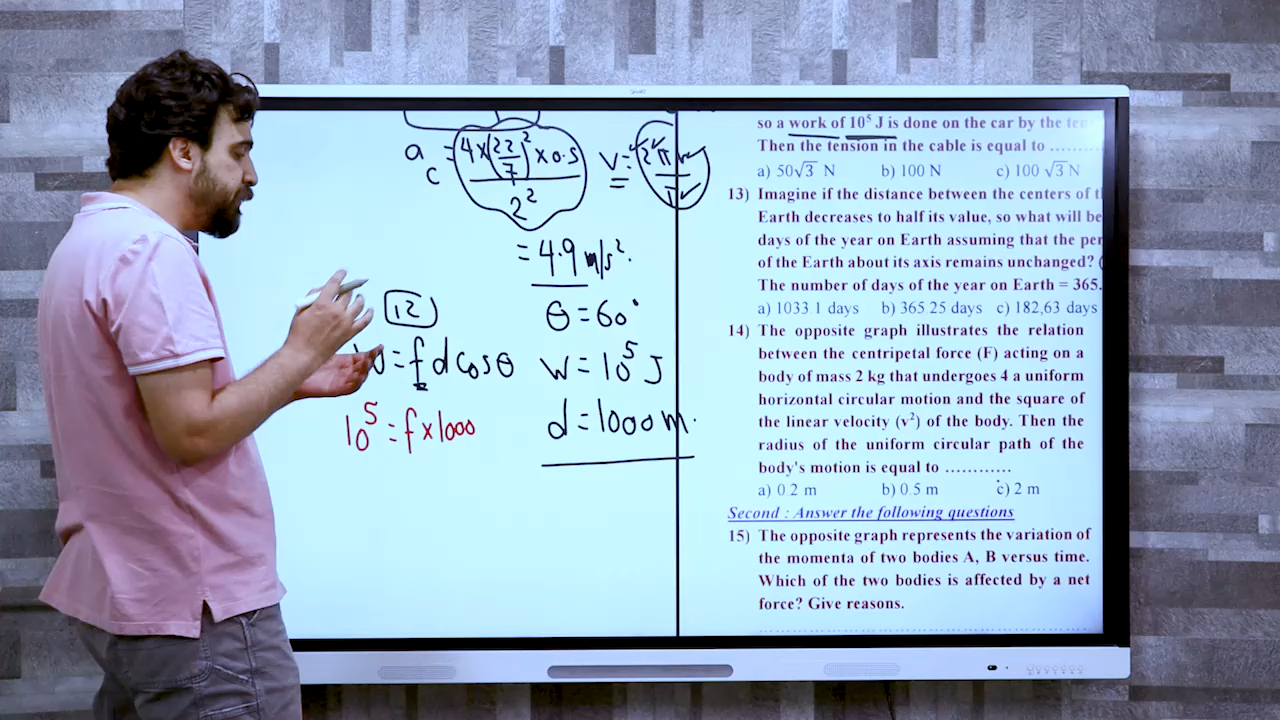 SMART
a c = 4×(22/7)² × 0.5 / 2²
= 4.9 m/s².
12
θ = 60°
= f d cos θ
W = 10⁵ J
10⁵ = f × 1000
d = 1000 m.
so a work of 10⁵ J is done on the car by the
Then the tension in the cable is equal to ........
a) 50√3 N b) 100 N c) 100 √3 N
13) Imagine if the distance between the centers of
Earth decreases to half its value, so what will be
days of the year on Earth assuming that the
of the Earth about its axis remains unchanged? (
The number of days of the year on Earth = 365.
a) 1033.1 days b) 365.25 days c) 182,63 days
14) The opposite graph illustrates the relation
between the centripetal force (F) acting on a
body of mass 2 kg that undergoes 4 a uniform
horizontal circular motion and the square of
the linear velocity (v²) of the body. Then the
radius of the uniform circular path of the
body's motion is equal to ............
a) 0.2 m b) 0.5 m c) 2 m
Second : Answer the following questions
15) The opposite graph represents the variation of
the momenta of two bodies A, B versus time.
Which of the two bodies is affected by a net
force? Give reasons.